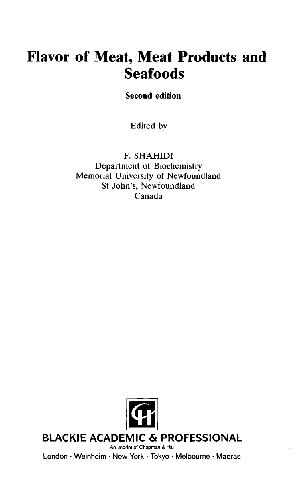 Flavor of Meat, Meat Products and
Seafoods
Second edition
Edited by
F. SHAHIDI
Department of Biochemistry
Memorial University of Newfoundland
St John's, Newfoundland
Canada
BLACKIE ACADEMIC & PROFESSIONAL
An imprint of Chapman & Hall
London · Weinheim · New York · Tokyo · Melbourne · Madras